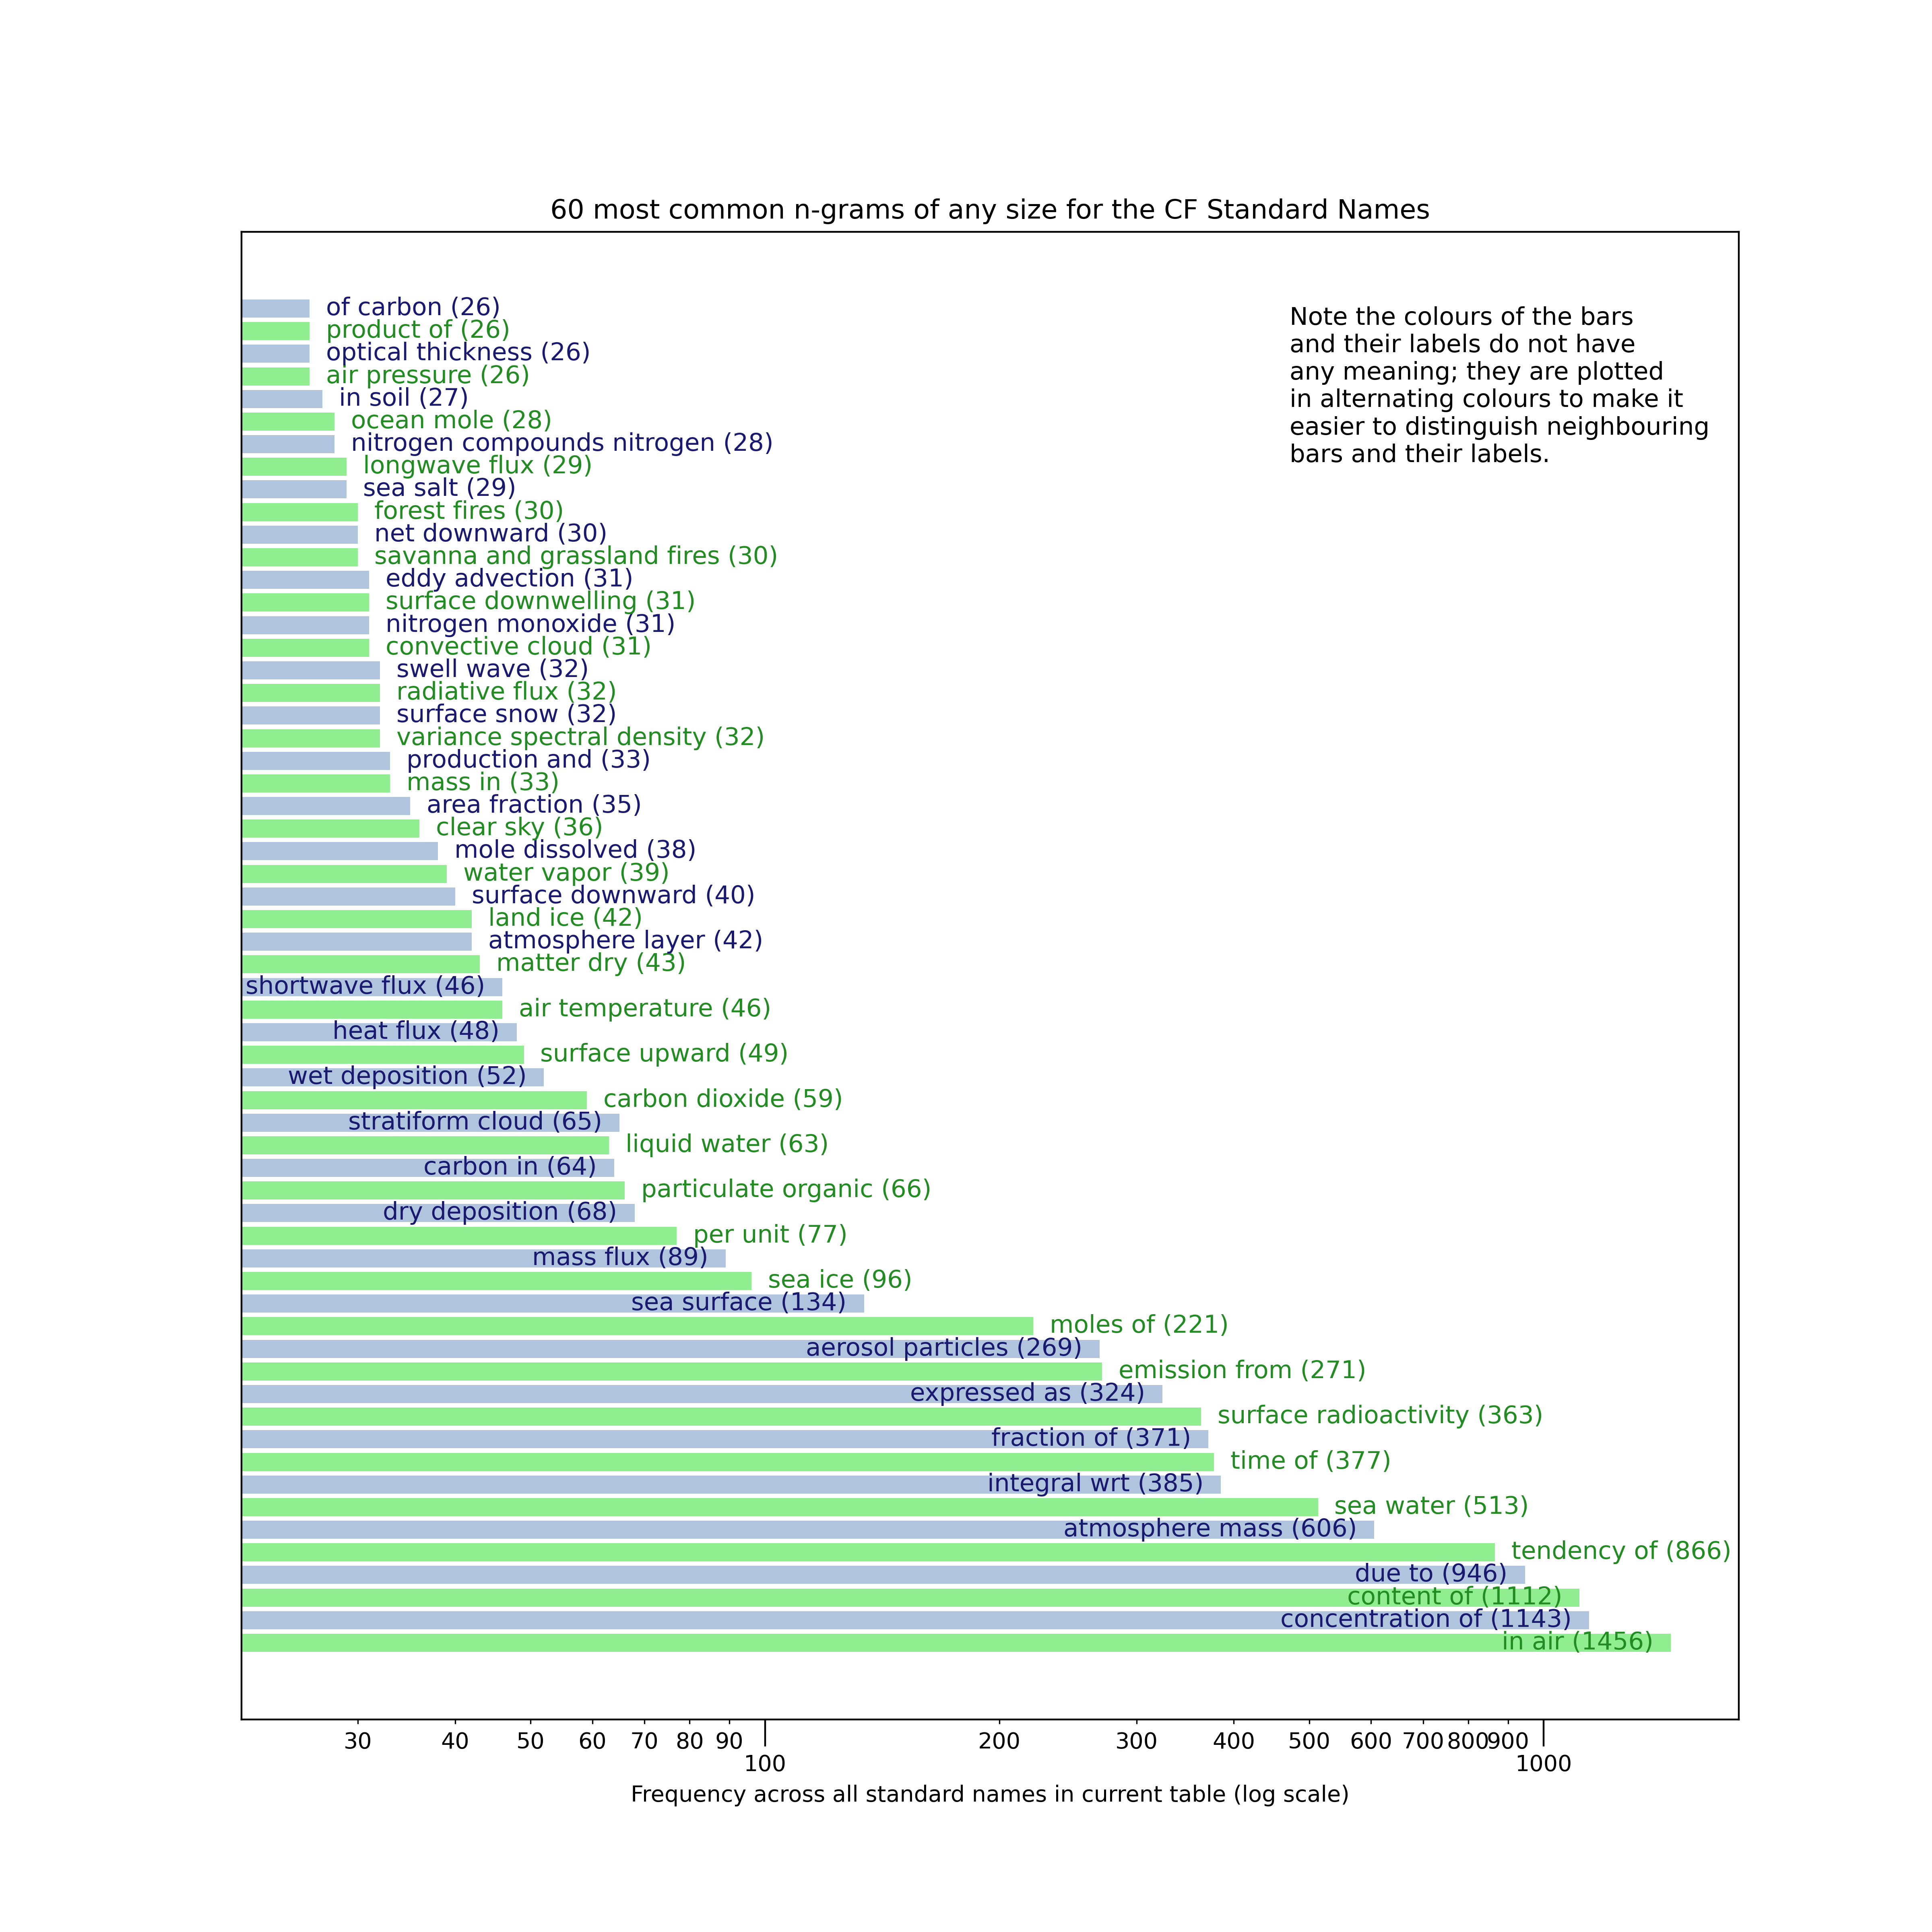 60 most common n-grams of any size for the CF Standard Names
of carbon (26)
product of (26)
optical thickness (26)
air pressure (26)
in soil (27)
ocean mole (28)
nitrogen compounds nitrogen (28)
longwave flux (29)
sea salt (29)
forest fires (30)
net downward (30)
savanna and grassland fires (30)
eddy advection (31)
surface downwelling (31)
nitrogen monoxide (31)
convective cloud (31)
swell wave (32)
radiative flux (32)
surface snow (32)
variance spectral density (32)
production and (33)
mass in (33)
area fraction (35)
clear sky (36)
mole dissolved (38)
water vapor (39)
surface downward (40)
land ice (42)
atmosphere layer (42)
matter dry (43)
shortwave flux (46)
air temperature (46)
heat flux (48)
surface upward (49)
wet deposition (52)
carbon dioxide (59)
stratiform cloud (65)
liquid water (63)
carbon in (64)
particulate organic (66)
dry deposition (68)
per unit (77)
mass flux (89)
sea ice (96)
sea surface (134)
moles of (221)
aerosol particles (269)
emission from (271)
expressed as (324)
surface radioactivity (363)
fraction of (371)
time of (377)
integral wrt (385)
sea water (513)
atmosphere mass (606)
tendency of (866)
due to (946)
content of (1112)
concentration of (1143)
in air (1456)
Note the colours of the bars
and their labels do not have
any meaning; they are plotted
in alternating colours to make it
easier to distinguish neighbouring
bars and their labels.
30 40 50 60 70 80 90 200 300 400 500 600 700 800 900
100 1000
Frequency across all standard names in current table (log scale)